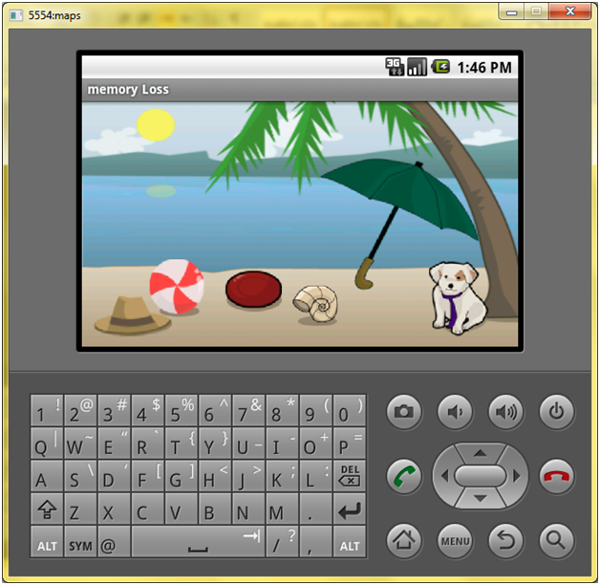 5554:maps
3G 1:46 PM
memory Loss
1 ! 2 @ 3 # 4 $ 5 % 6 ^ 7 & 8 * 9 ( 0 )
Q | W ~ E “ R ` T { Y } U _ I - O + P =
A S \ D ' F [ G ] H < J > K ; L : DEL
Z X C V B N M .
ALT SYM @ / ? , ALT
MENU